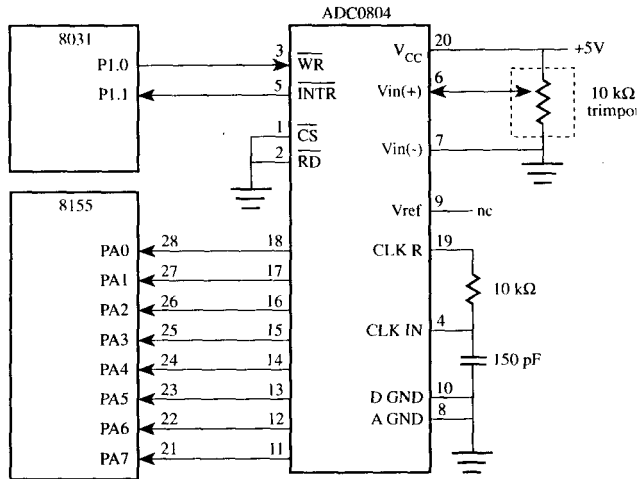 ADC0804
8031
P1.0
P1.1
3
WR
5
INTR
1
CS
2
RD
VCC
20
+5V
Vin(+)
6
10 kΩ
trimpo
Vin(-)
7
Vref
9
nc
CLK R
19
10 kΩ
CLK IN
4
150 pF
D GND
10
A GND
8
8155
PA0 28 18
PA1 27 17
PA2 26 16
PA3 25 15
PA4 24 14
PA5 23 13
PA6 22 12
PA7 21 11